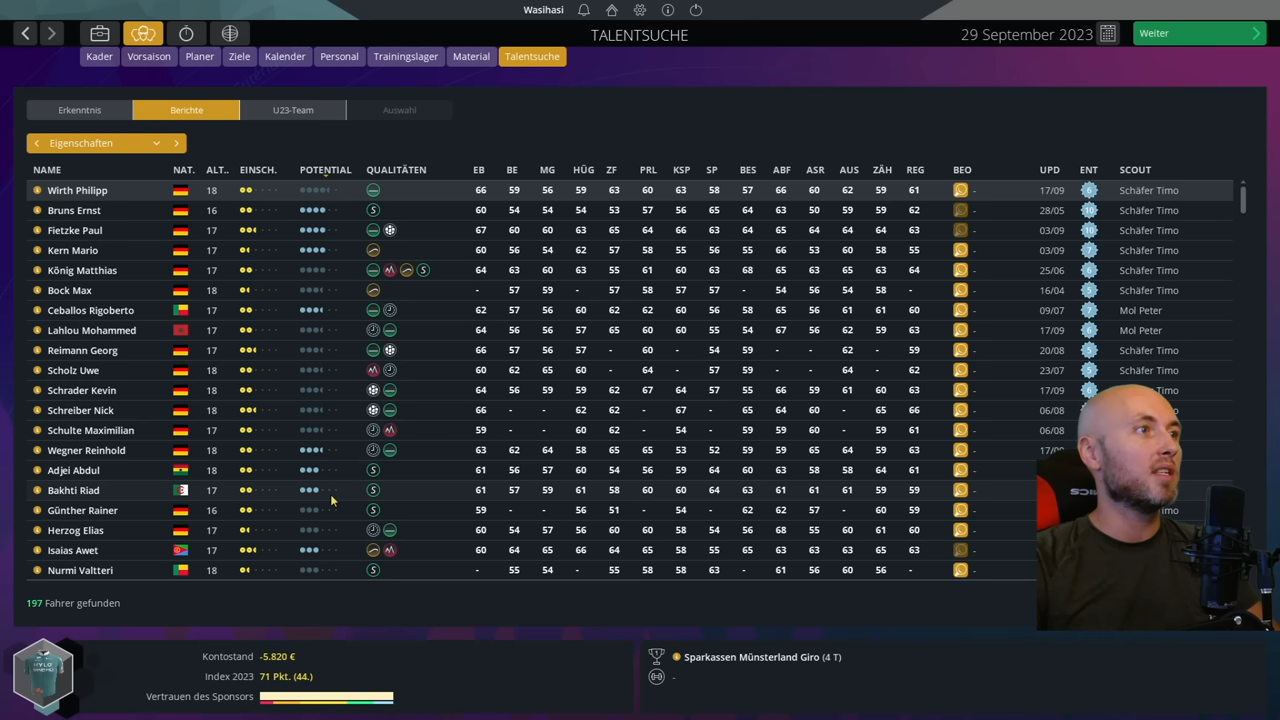 Wasihasi
TALENTSUCHE
29 September 2023
Weiter
Kader Vorsaison Planer Ziele Kalender Personal Trainingslager Material Talentsuche
Erkenntnis Berichte U23-Team Auswahl
Eigenschaften
NAME NAT. ALT.. EINSCH. POTENTIAL QUALITÄTEN EB BE MG HÜG ZF PRL KSP SP BES ABF ASR AUS ZÄH REG BEO UPD ENT SCOUT
Wirth Philipp 18 66 59 56 59 63 60 63 58 57 66 60 62 59 61 - 17/09 6 Schäfer Timo
Bruns Ernst 16 S 60 54 54 54 53 57 56 65 64 63 50 59 59 62 - 28/05 10 Schäfer Timo
Fietzke Paul 17 67 60 60 63 65 64 66 63 64 65 64 64 64 63 - 03/09 10 Schäfer Timo
Kern Mario 17 60 56 54 62 57 58 55 56 55 66 53 60 58 55 - 03/09 7 Schäfer Timo
König Matthias 17 S 64 63 60 63 55 61 60 63 68 65 63 65 63 64 - 25/06 6 Schäfer Timo
Bock Max 18 - 57 59 - 57 58 57 57 - 54 56 54 58 - - 16/04 5 Schäfer Timo
Ceballos Rigoberto 17 62 57 56 60 62 62 60 56 58 65 56 61 61 60 - 09/07 7 Mol Peter
Lahlou Mohammed 17 64 56 56 57 65 60 60 55 54 67 56 62 59 63 - 17/09 6 Mol Peter
Reimann Georg 17 66 57 56 57 - 60 - 54 59 - - 62 - 59 - 20/08 5 Schäfer Timo
Scholz Uwe 18 60 62 65 60 - 64 - 57 59 - - 64 - 62 - 23/07 5 Schäfer Timo
Schrader Kevin 18 64 56 59 59 62 67 64 57 55 66 59 61 60 63 - 17/09 6 Schäfer Timo
Schreiber Nick 18 66 - - 62 62 - 67 - 65 64 60 - 65 66 - 06/08
Schulte Maximilian 17 59 - - 60 62 - 54 - 59 64 60 - 59 61 - 06/08
Wegner Reinhold 18 63 62 64 58 65 65 53 52 59 59 65 66 64 60 - 17/09
Adjei Abdul 18 S 61 56 57 60 54 56 59 64 60 63 58 58 64 61 -
Bakhti Riad 17 S 61 57 59 61 58 60 60 64 63 61 61 61 59 59 -
Günther Rainer 16 S 59 - - 56 51 - 54 - 62 62 57 - 60 59 -
Herzog Elias 17 60 54 57 56 60 60 58 54 56 68 55 60 61 60 -
Isaias Awet 17 60 64 65 66 64 65 58 55 65 63 63 63 65 63 -
Nurmi Valtteri 18 S - 55 54 - 55 58 58 63 - 61 56 60 56 - -
197 Fahrer gefunden
Kontostand -5.820 €
Index 2023 71 Pkt. (44.)
Vertrauen des Sponsors
Sparkassen Münsterland Giro (4 T)
-